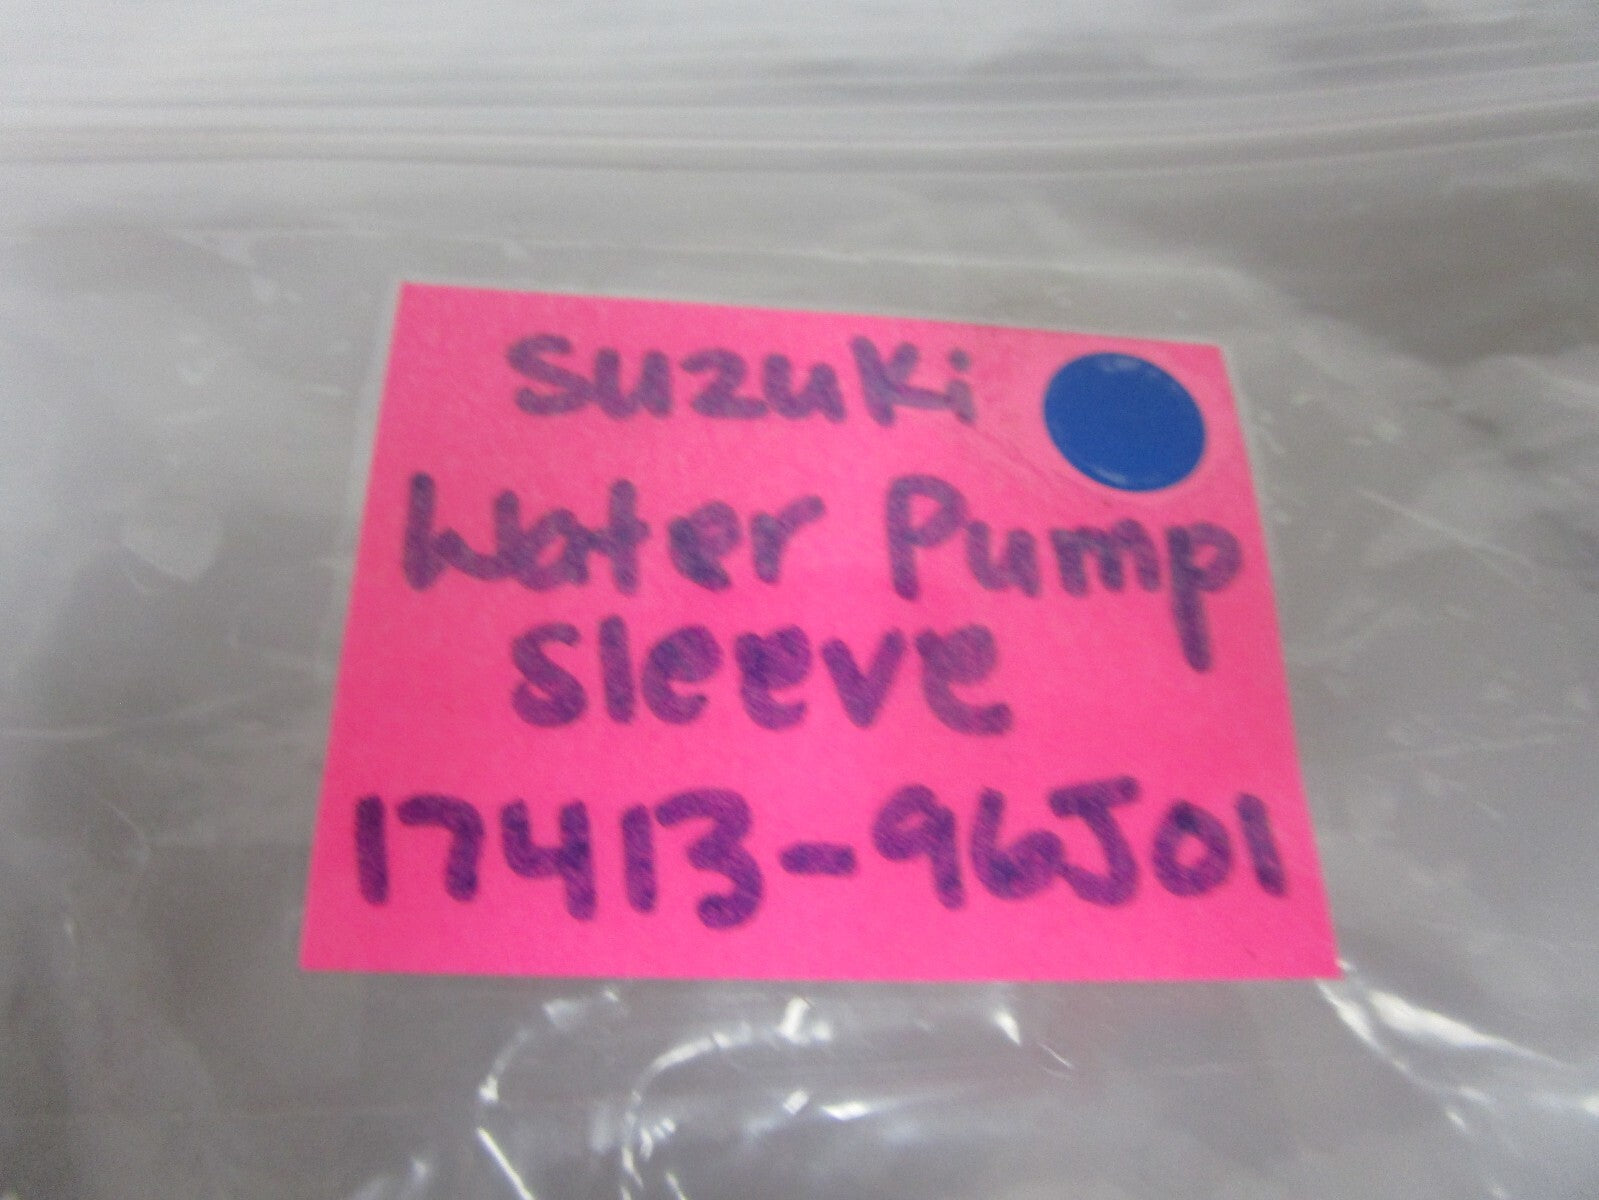 Suzuki
Water Pump
Sleeve
17413-96J01